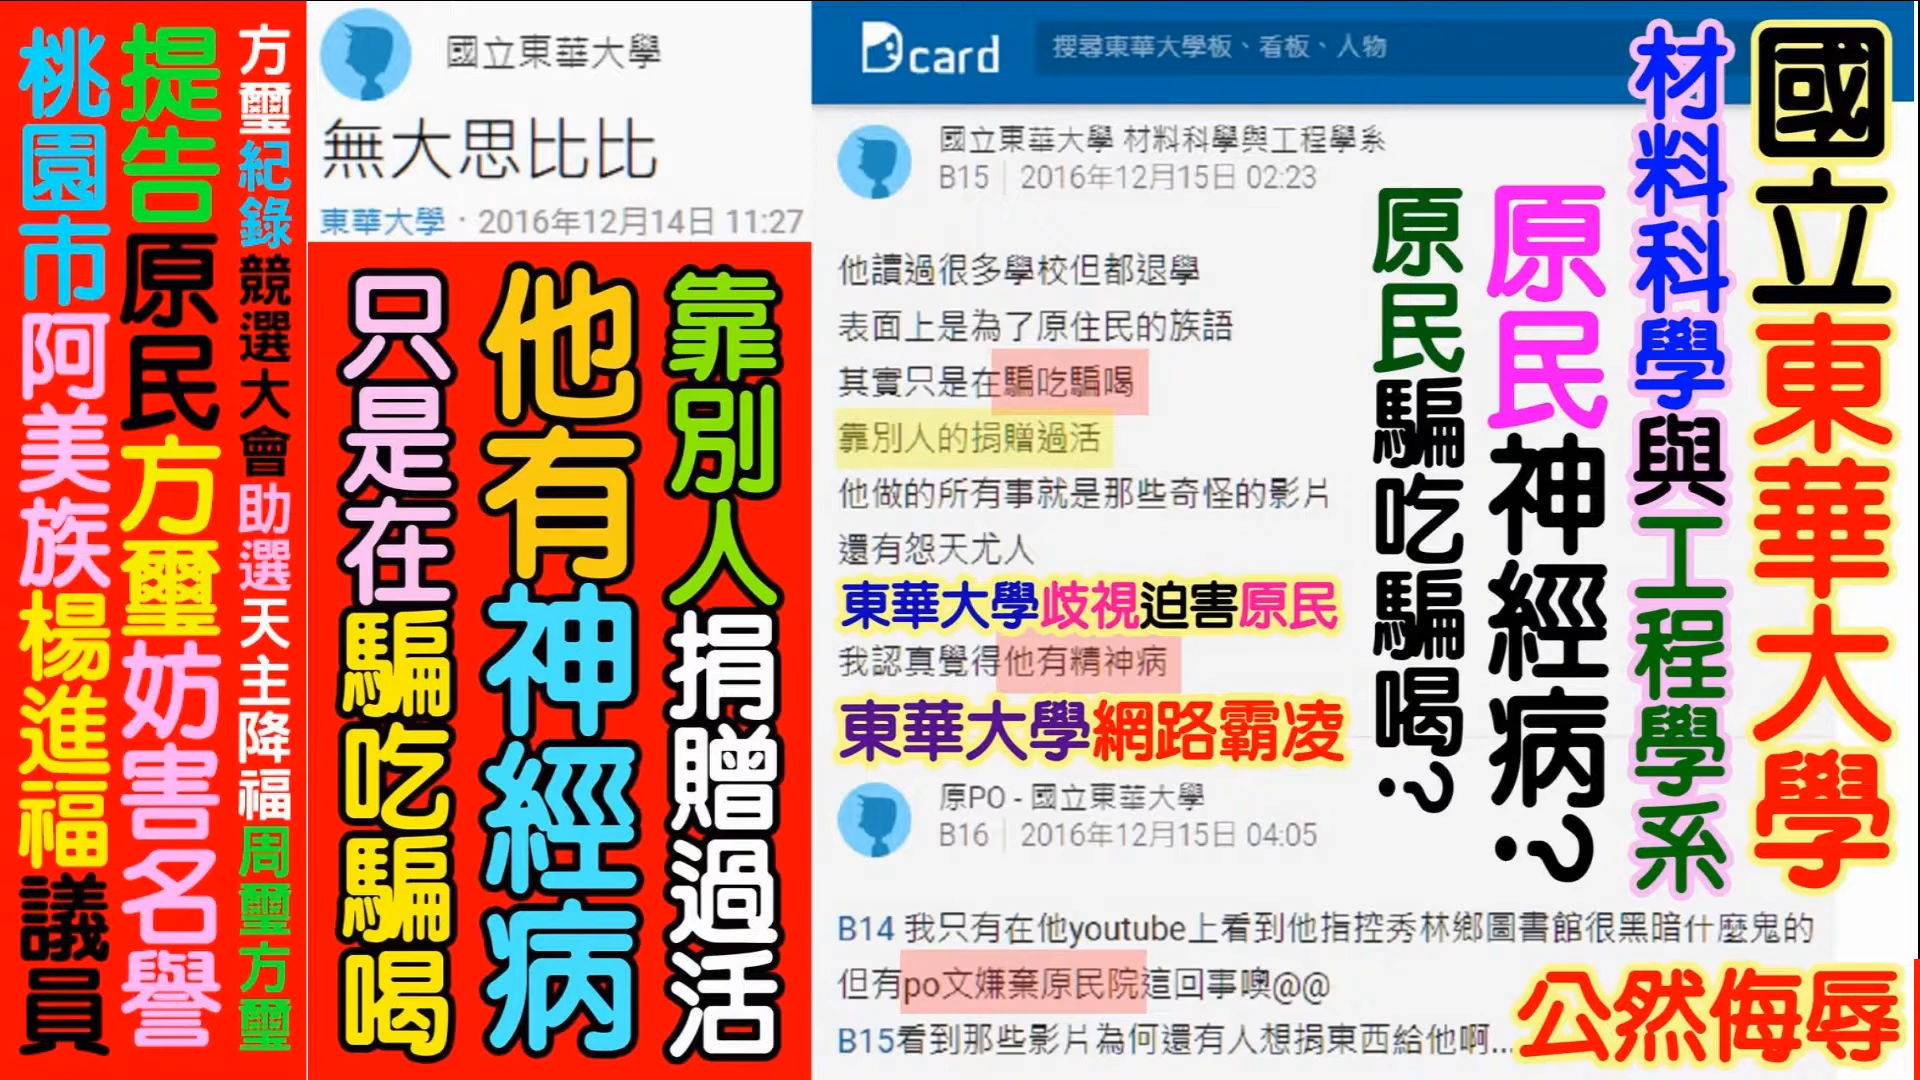 桃園市阿美族楊進福議員
提告原民方璽妨害名譽
方璽紀錄競選大會助選天主降福周璽方璽
國立東華大學
無大思比比
東華大學・2016年12月14日 11:27
只是在騙吃騙喝
他有神經病
靠別人捐贈過活
Dcard
搜尋東華大學板、看板、人物
國立東華大學 材料科學與工程學系
B15 | 2016年12月15日 02:23
他讀過很多學校但都退學
表面上是為了原住民的族語
其實只是在騙吃騙喝
靠別人的捐贈過活
他做的所有事就是那些奇怪的影片
還有怨天尤人
東華大學歧視迫害原民
我認真覺得他有精神病
東華大學網路霸凌
原PO - 國立東華大學
B16 | 2016年12月15日 04:05
B14 我只有在他youtube上看到他指控秀林鄉圖書館很黑暗什麼鬼的
但有po文嫌棄原民院這回事噢@@
B15看到那些影片為何還有人想捐東西給他啊...
原民騙吃騙喝?
原民神經病?
材料科學與工程學系
國立東華大學
公然侮辱